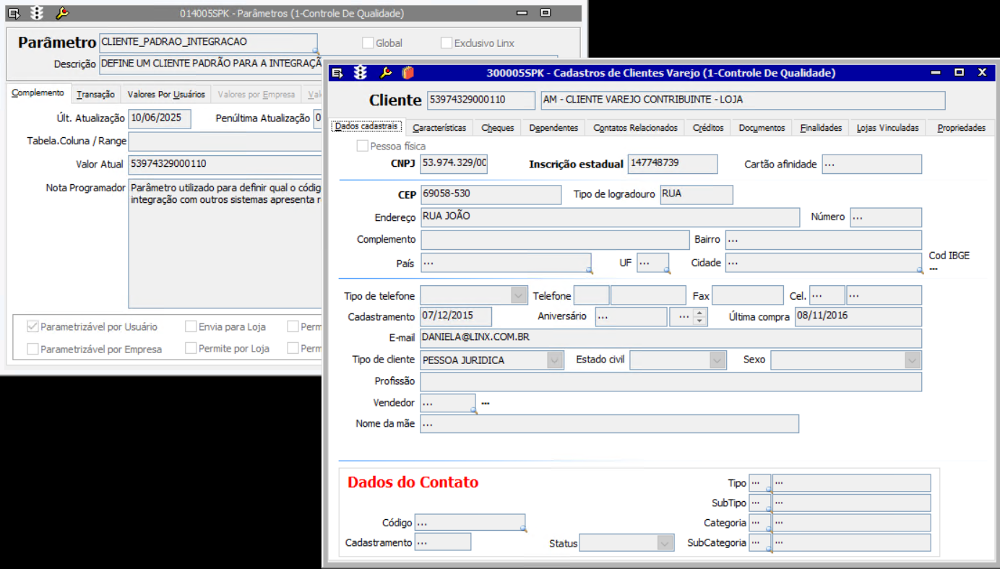 014005SPK - Parâmetros (1-Controle De Qualidade)
Parâmetro CLIENTE_PADRAO_INTEGRACAO Global Exclusivo Linx
Descrição DEFINE UM CLIENTE PADRÃO PARA A
Complemento Transação Valores Por Usuários Valores por Empresa
Últ. Atualização 10/06/2025 Penúltima Atualização 0
Tabela.Coluna / Range
Valor Atual 53974329000110
Nota Programador Parâmetro utilizado para definir qual o códig
integração com outros sistemas apresenta r
Parametrizável por Usuário Envia para Loja Perm
Parametrizável por Empresa Permite por Loja Perm
300005SPK - Cadastros de Clientes Varejo (1-Controle De Qualidade)
Cliente 53974329000110 AM - CLIENTE VAREJO CONTRIBUINTE - LOJA
Dados cadastrais Características Cheques Dependentes Contatos Relacionados Créditos Documentos Finalidades Lojas Vinculadas Propriedades
Pessoa física
CNPJ 53.974.329/00 Inscrição estadual 147748739 Cartão afinidade ...
CEP 69058-530 Tipo de logradouro RUA
Endereço RUA JOÃO Número ...
Complemento Bairro ...
País ... UF ... Cidade ... Cod IBGE
...
Tipo de telefone Telefone Fax Cel. ... ...
Cadastramento 07/12/2015 Aniversário ... ... Última compra 08/11/2016
E-mail DANIELA@LINX.COM.BR
Tipo de cliente PESSOA JURIDICA Estado civil Sexo
Profissão
Vendedor ... ...
Nome da mãe ...
Dados do Contato
Tipo ... ...
SubTipo ... ...
Código ... Categoria ... ...
Cadastramento ... Status SubCategoria ... ...